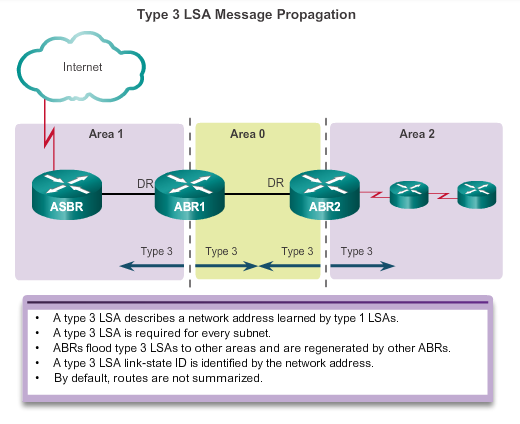 Type 3 LSA Message Propagation
Internet
Area 1
Area 0
Area 2
DR
DR
ASBR
ABR1
ABR2
Type 3
Type 3
Type 3
Type 3
• A type 3 LSA describes a network address learned by type 1 LSAs.
• A type 3 LSA is required for every subnet.
• ABRs flood type 3 LSAs to other areas and are regenerated by other ABRs.
• A type 3 LSA link-state ID is identified by the network address.
• By default, routes are not summarized.